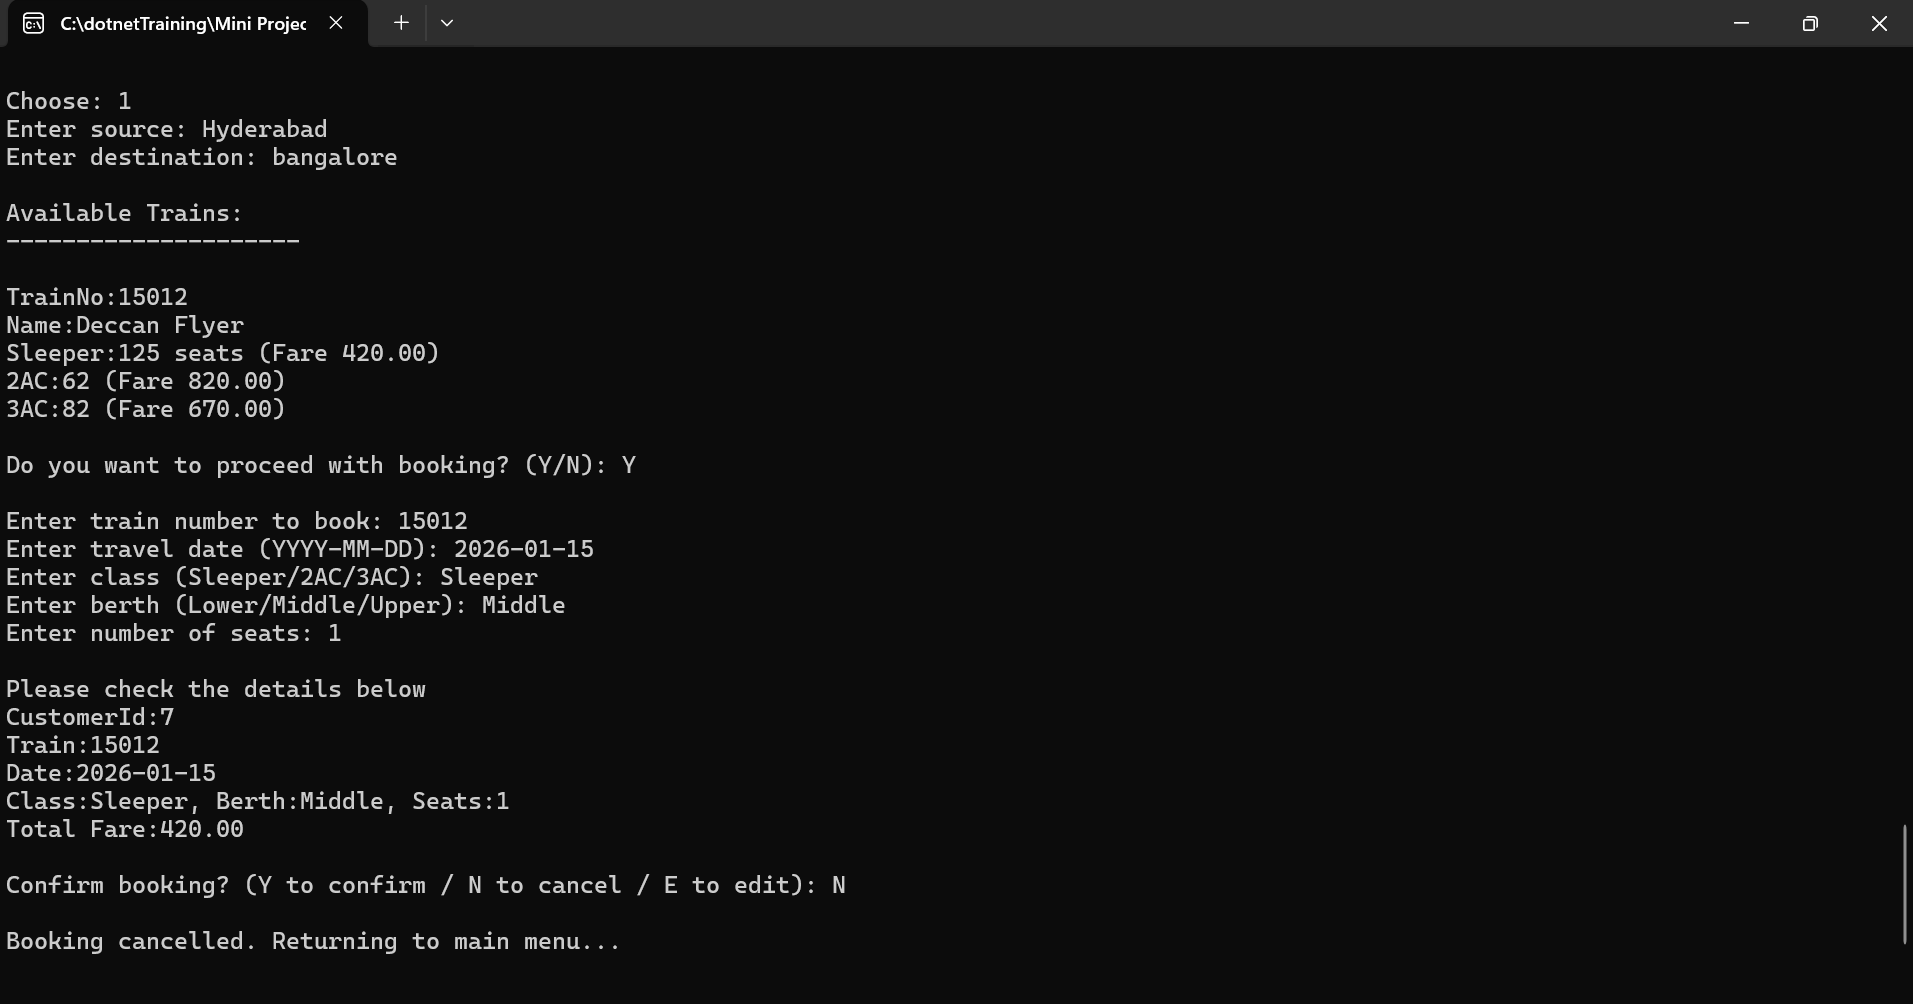 C:\dotnetTraining\Mini Projec
Choose: 1
Enter source: Hyderabad
Enter destination: bangalore
Available Trains:
---------------------
TrainNo:15012
Name:Deccan Flyer
Sleeper:125 seats (Fare 420.00)
2AC:62 (Fare 820.00)
3AC:82 (Fare 670.00)
Do you want to proceed with booking? (Y/N): Y
Enter train number to book: 15012
Enter travel date (YYYY-MM-DD): 2026-01-15
Enter class (Sleeper/2AC/3AC): Sleeper
Enter berth (Lower/Middle/Upper): Middle
Enter number of seats: 1
Please check the details below
CustomerId:7
Train:15012
Date:2026-01-15
Class:Sleeper, Berth:Middle, Seats:1
Total Fare:420.00
Confirm booking? (Y to confirm / N to cancel / E to edit): N
Booking cancelled. Returning to main menu...